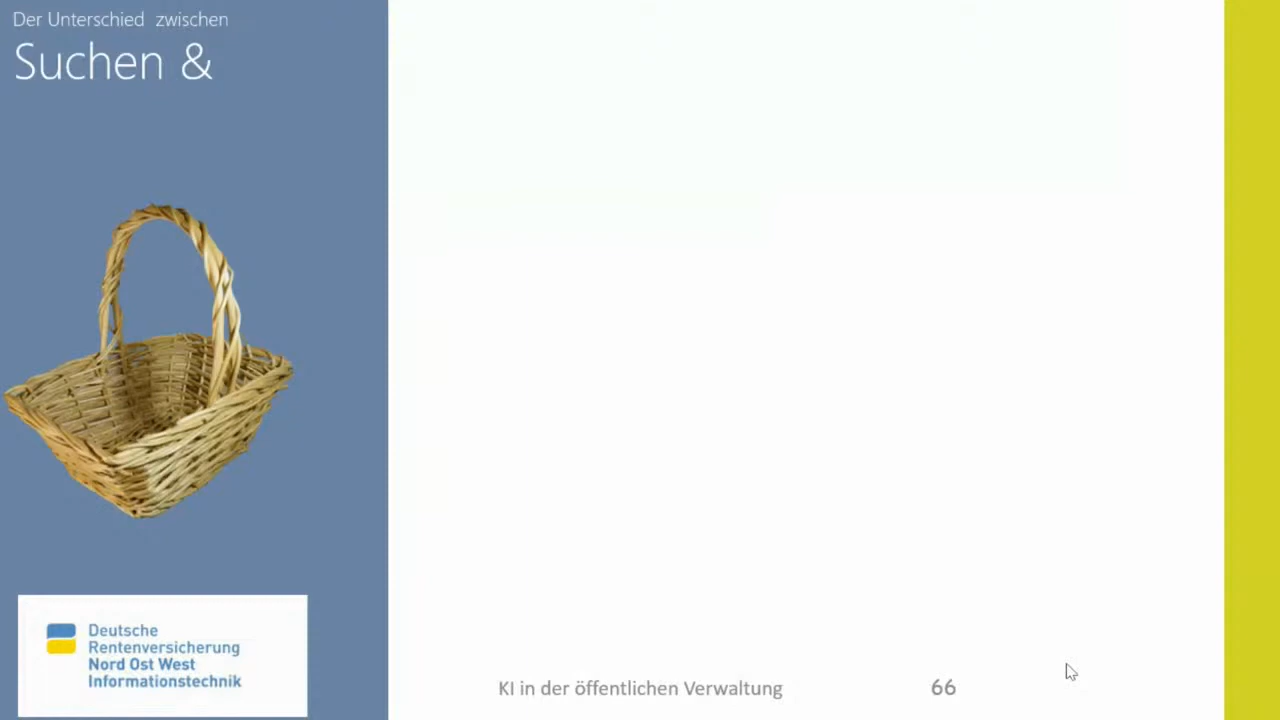 Der Unterschied zwischen
Suchen &
Deutsche
Rentenversicherung
Nord Ost West
Informationstechnik
KI in der öffentlichen Verwaltung
66